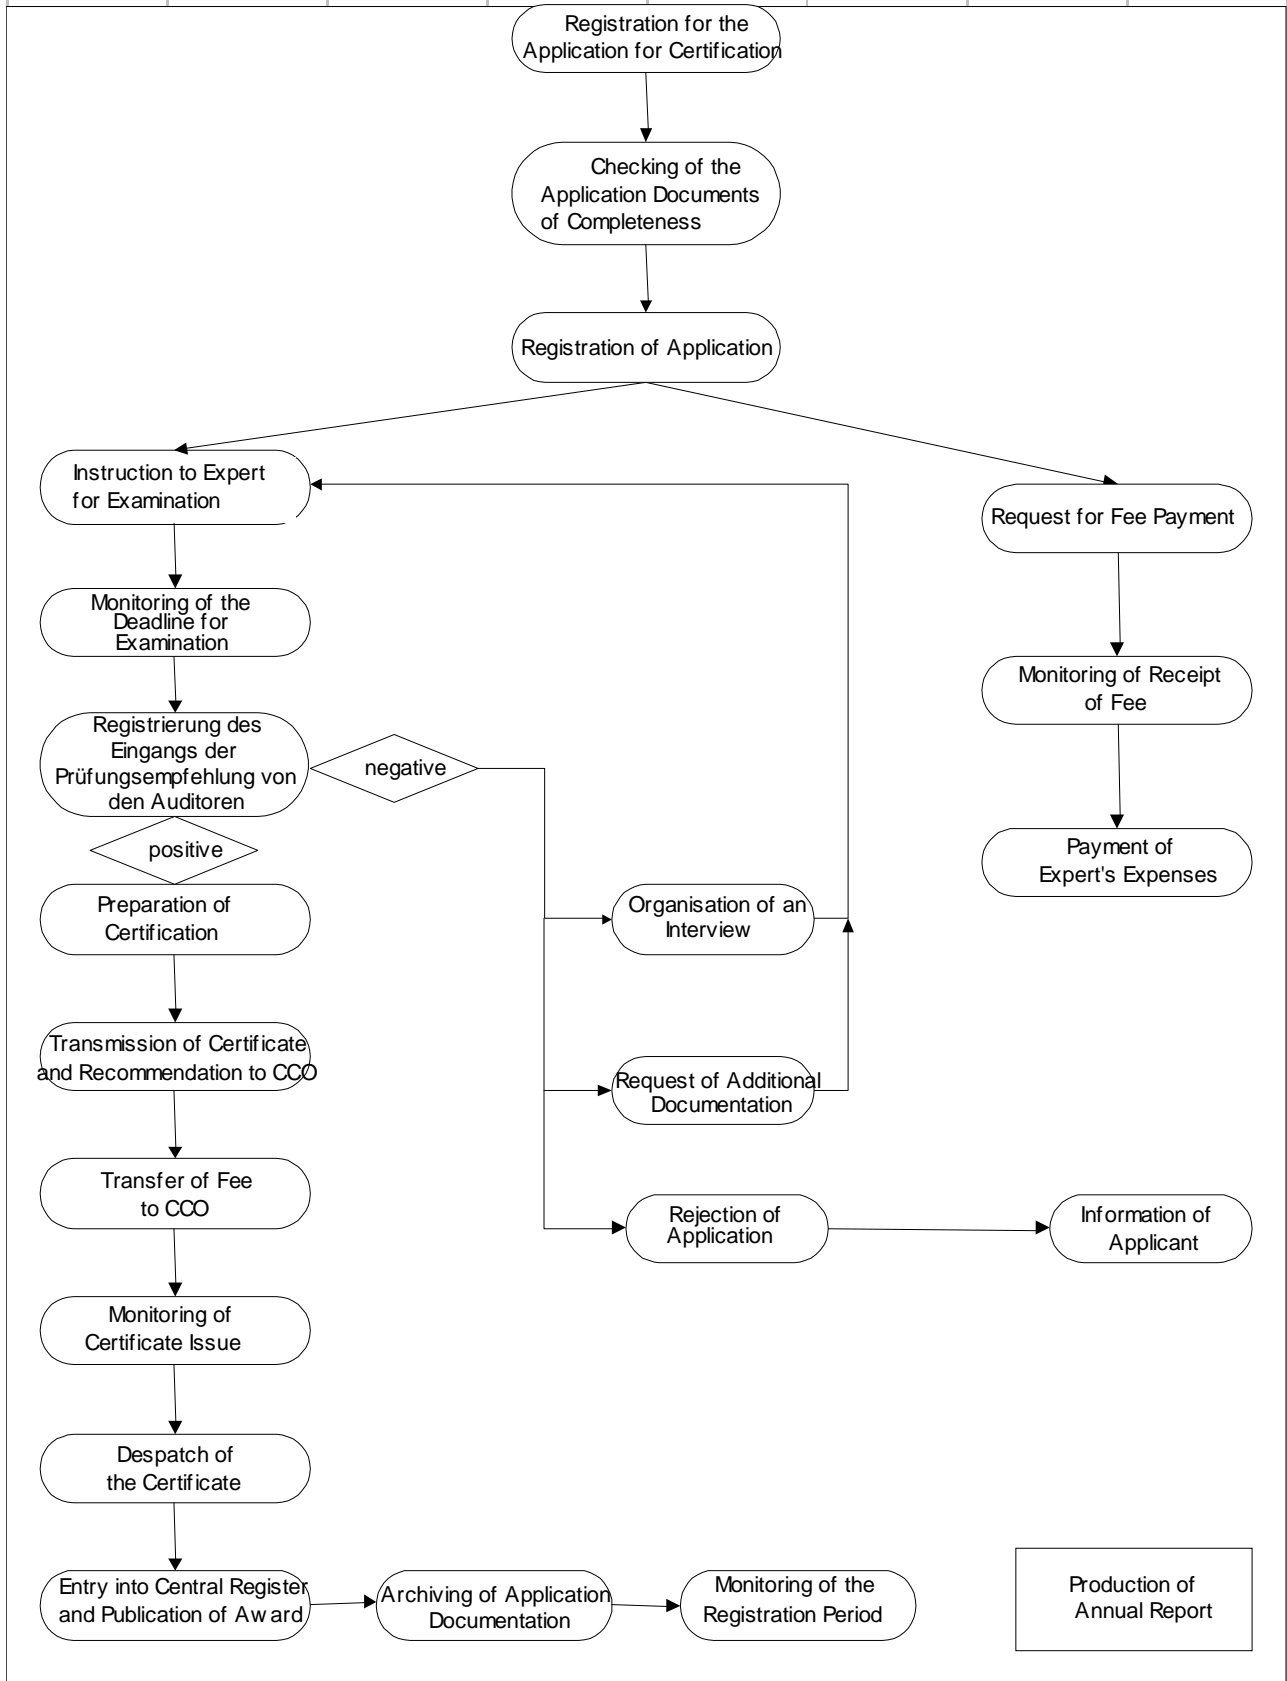 Registration for the
Application for Certification
Checking of the
Application Documents
of Completeness
Registration of Application
Instruction to Expert
for Examination
Request for Fee Payment
Monitoring of the
Deadline for
Examination
Monitoring of Receipt
of Fee
Registrierung des
Eingangs der
Prüfungsempfehlung von
den Auditoren
negative
positive
Payment of
Expert's Expenses
Preparation of
Certification
Organisation of an
Interview
Transmission of Certificate
and Recommendation to CCO
Request of Additional
Documentation
Transfer of Fee
to CCO
Rejection of
Application
Information of
Applicant
Monitoring of
Certificate Issue
Despatch of
the Certificate
Entry into Central Register
and Publication of Award
Archiving of Application
Documentation
Monitoring of the
Registration Period
Production of
Annual Report